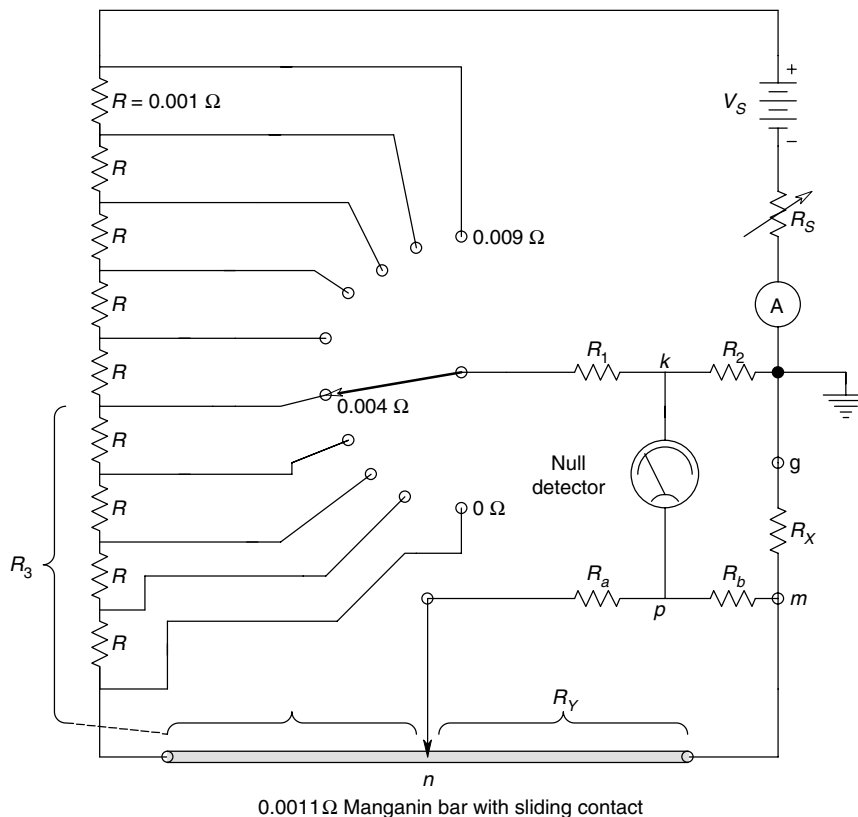 +
R = 0.001 Ω
V_S
−
R
R
R_S
0.009 Ω
R
A
R
R_1
k
R_2
0.004 Ω
R
Null
detector
g
R
0 Ω
R_X
R_3
R
R_a
R_b
p
m
R
R_Y
n
0.0011Ω Manganin bar with sliding contact